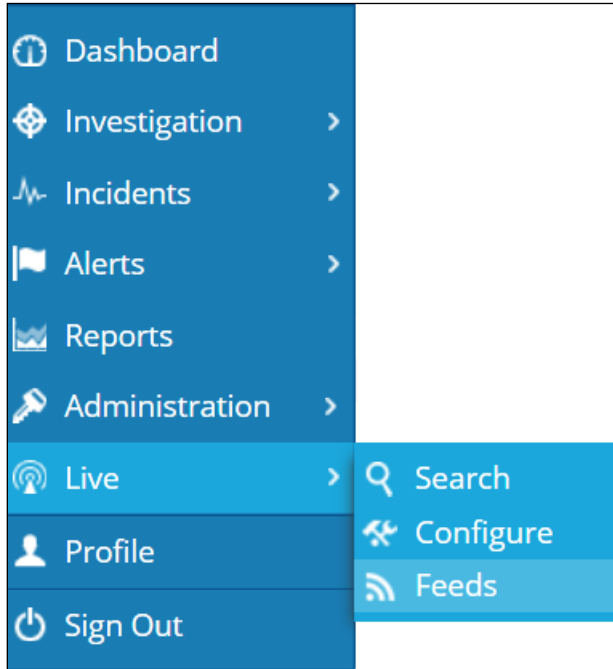 Dashboard
Investigation
Incidents
Alerts
Reports
Administration
Live
Search
Configure
Feeds
Profile
Sign Out